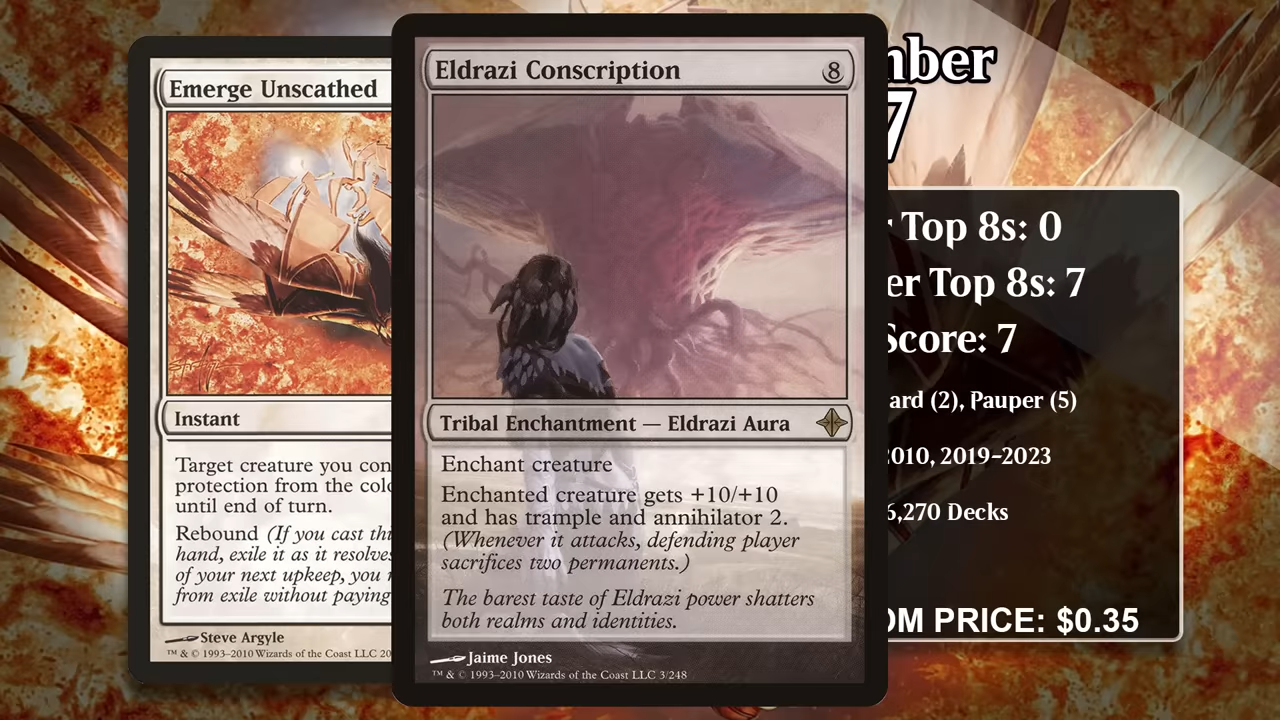 Emerge Unscathed
Instant
Target creature you con
protection from the colo
until end of turn.
Rebound (If you cast thi
hand, exile it as it resolves
of your next upkeep, you m
from exile without paying
Steve Argyle
™ & © 1993–2010 Wizards of the Coast LLC 20
Eldrazi Conscription
8
Tribal Enchantment — Eldrazi Aura
Enchant creature
Enchanted creature gets +10/+10
and has trample and annihilator 2.
(Whenever it attacks, defending player
sacrifices two permanents.)
The barest taste of Eldrazi power shatters
both realms and identities.
Jaime Jones
™ & © 1993–2010 Wizards of the Coast LLC 3/248
mber
7
r Top 8s: 0
er Top 8s: 7
Score: 7
ard (2), Pauper (5)
2010, 2019–2023
6,270 Decks
OM PRICE: $0.35